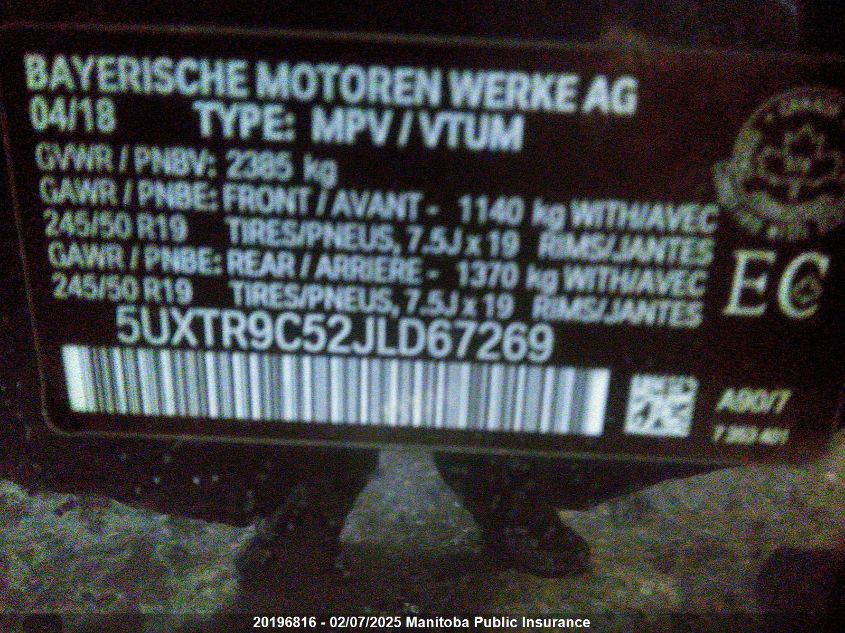 BAYERISCHE MOTOREN WERKE AG
04/18 TYPE: MPV / VTUM
GVWR / PNBV: 2385 kg
GAWR / PNBE: FRONT / AVANT - 1140 kg WITH/AVEC
245/50 R19 TIRES/PNEUS, 7.5J x 19 RIMS/JANTES
GAWR / PNBE: REAR / ARRIERE - 1370 kg WITH/AVEC
245/50 R19 TIRES/PNEUS, 7.5J x 19 RIMS/JANTES
EC
5UXTR9C52JLD67269
A90/7
20196816 - 02/07/2025 Manitoba Public Insurance